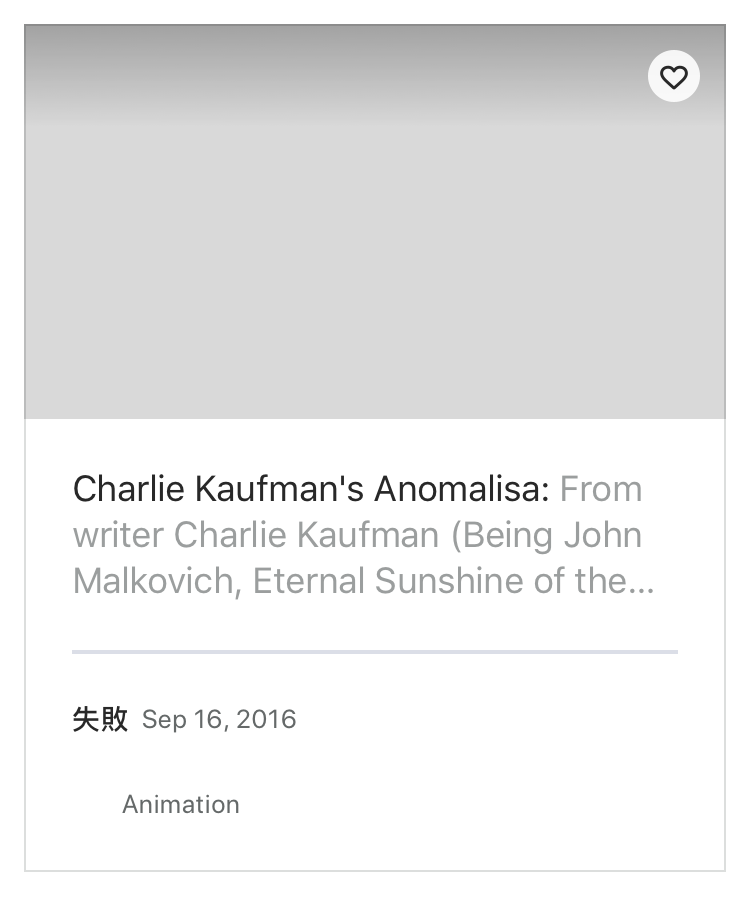 Charlie Kaufman's Anomalisa: From
writer Charlie Kaufman (Being John
Malkovich, Eternal Sunshine of the...
失敗 Sep 16, 2016
Animation